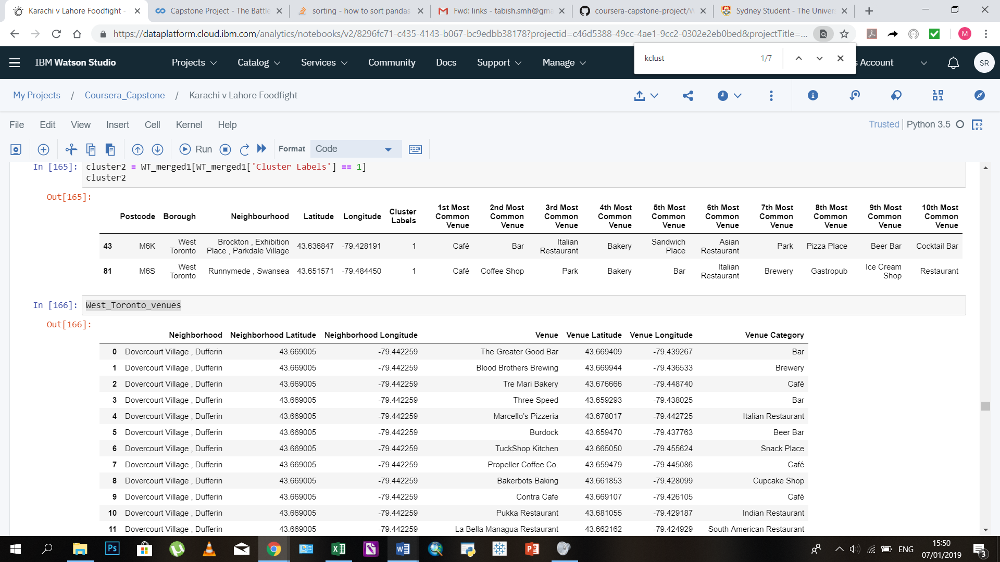 Karachi v Lahore Foodfight -
Capstone Project - The Battle
sorting - how to sort pandas
Fwd: links - tabish.smh@gma
coursera-capstone-project/W
Sydney Student - The Univers
https://dataplatform.cloud.ibm.com/analytics/notebooks/v2/8296fc71-c435-4143-b067-bc9edbb38178?projectid=c46d5388-49cc-4ae1-9cc2-0302e2eb0bed&projectTitle=...
M
kclust 1/7
IBM Watson Studio Projects Catalog Services Community Docs Support Manage s Account SR
My Projects / Coursera_Capstone / Karachi v Lahore Foodfight
File Edit View Insert Cell Kernel Help Trusted | Python 3.5
Run Format Code
In [165]: cluster2 = WT_merged1[WT_merged1['Cluster Labels'] == 1]
cluster2
Out[165]:
Postcode Borough Neighbourhood Latitude Longitude Cluster Labels 1st Most Common Venue 2nd Most Common Venue 3rd Most Common Venue 4th Most Common Venue 5th Most Common Venue 6th Most Common Venue 7th Most Common Venue 8th Most Common Venue 9th Most Common Venue 10th Most Common Venue
43 M6K West Toronto Brockton , Exhibition Place , Parkdale Village 43.636847 -79.428191 1 Café Bar Italian Restaurant Bakery Sandwich Place Asian Restaurant Park Pizza Place Beer Bar Cocktail Bar
81 M6S West Toronto Runnymede , Swansea 43.651571 -79.484450 1 Café Coffee Shop Park Bakery Bar Italian Restaurant Brewery Gastropub Ice Cream Shop Restaurant
In [166]: West_Toronto_venues
Out[166]:
Neighborhood Neighborhood Latitude Neighborhood Longitude Venue Venue Latitude Venue Longitude Venue Category
0 Dovercourt Village , Dufferin 43.669005 -79.442259 The Greater Good Bar 43.669409 -79.439267 Bar
1 Dovercourt Village , Dufferin 43.669005 -79.442259 Blood Brothers Brewing 43.669944 -79.436533 Brewery
2 Dovercourt Village , Dufferin 43.669005 -79.442259 Tre Mari Bakery 43.676666 -79.448740 Café
3 Dovercourt Village , Dufferin 43.669005 -79.442259 Three Speed 43.659293 -79.438025 Bar
4 Dovercourt Village , Dufferin 43.669005 -79.442259 Marcello's Pizzeria 43.678017 -79.442725 Italian Restaurant
5 Dovercourt Village , Dufferin 43.669005 -79.442259 Burdock 43.659470 -79.437763 Beer Bar
6 Dovercourt Village , Dufferin 43.669005 -79.442259 TuckShop Kitchen 43.665050 -79.455624 Snack Place
7 Dovercourt Village , Dufferin 43.669005 -79.442259 Propeller Coffee Co. 43.659479 -79.445086 Café
8 Dovercourt Village , Dufferin 43.669005 -79.442259 Bakerbots Baking 43.661853 -79.428099 Cupcake Shop
9 Dovercourt Village , Dufferin 43.669005 -79.442259 Contra Cafe 43.669107 -79.426105 Café
10 Dovercourt Village , Dufferin 43.669005 -79.442259 Pukka Restaurant 43.681055 -79.429187 Indian Restaurant
11 Dovercourt Village , Dufferin 43.669005 -79.442259 La Bella Managua Restaurant 43.662162 -79.424929 South American Restaurant
Ps
ENG
15:50
07/01/2019
3